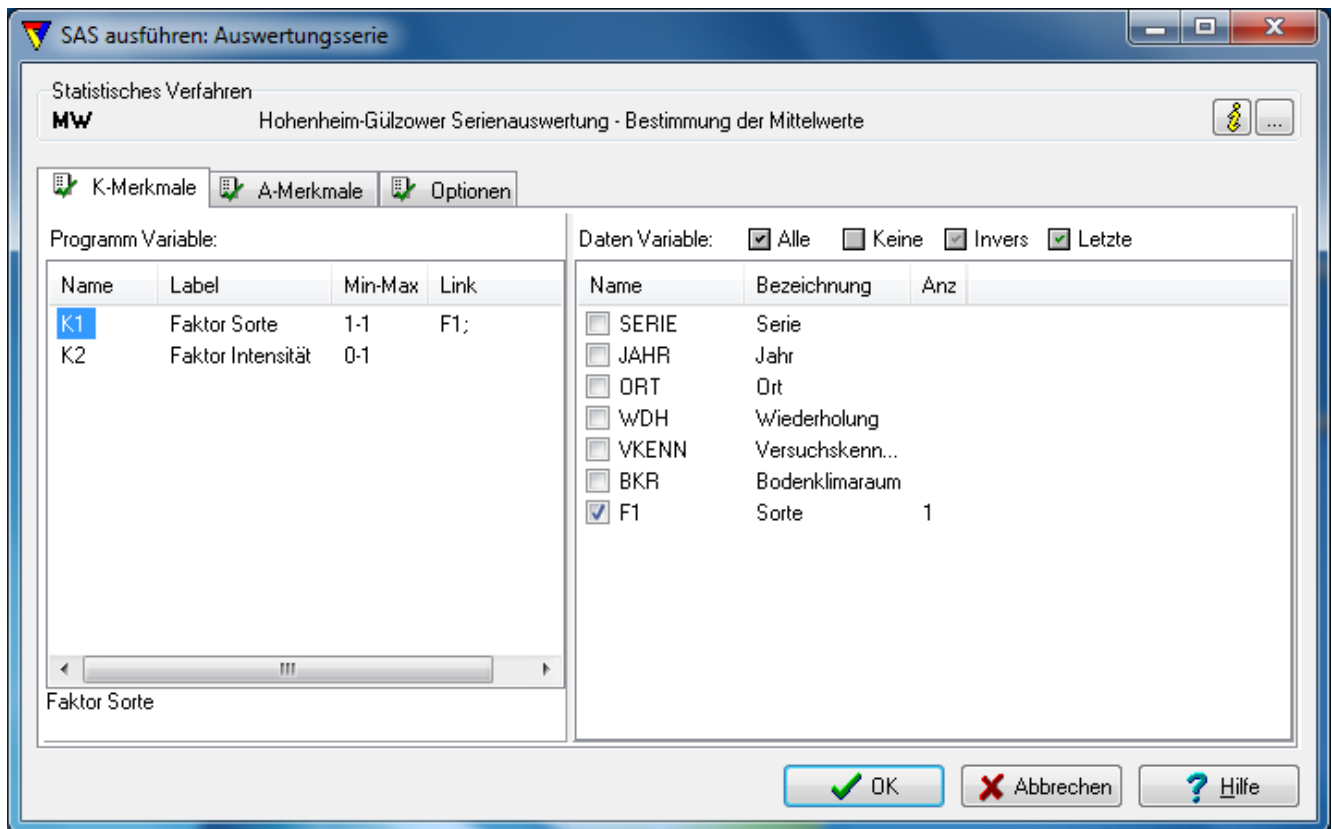 SAS ausführen: Auswertungsserie
Statistisches Verfahren
MW Hohenheim-Gülzower Serienauswertung - Bestimmung der Mittelwerte
...
K-Merkmale A-Merkmale Optionen
Programm Variable: Daten Variable: Alle Keine Invers Letzte
Name Label Min-Max Link Name Bezeichnung Anz
K1 Faktor Sorte 1-1 F1; SERIE Serie
K2 Faktor Intensität 0-1 JAHR Jahr
ORT Ort
WDH Wiederholung
VKENN Versuchskenn...
BKR Bodenklimaraum
F1 Sorte 1
Faktor Sorte
OK Abbrechen Hilfe